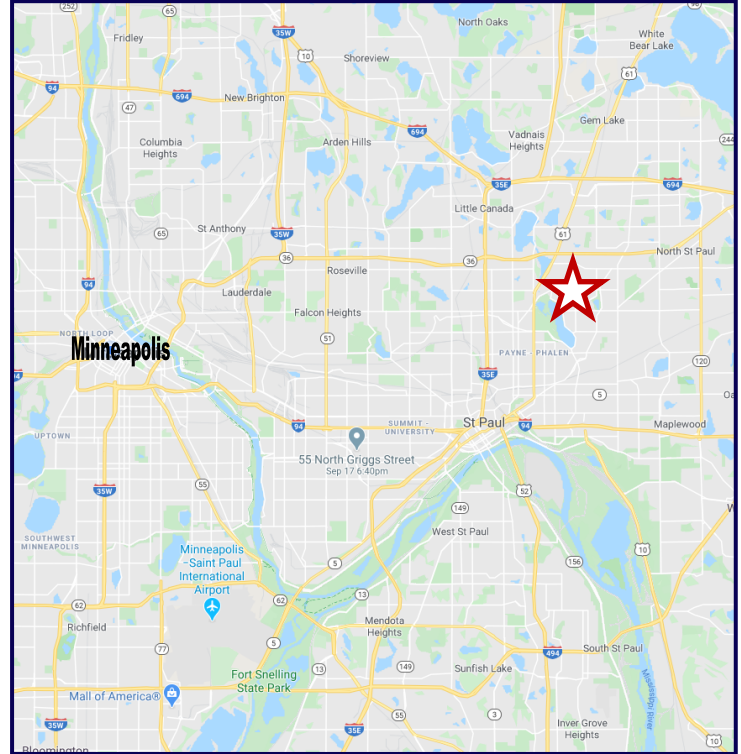 252
65
35W
North Oaks
96
Fridley
White
Bear Lake
10
Shoreview
61
94
694
New Brighton
47
Gem Lake
Columbia
Heights
Arden Hills
694
Vadnais
Heights
244
35E
694
Little Canada
65
St Anthony
35W
61
36
36
North St Paul
Roseville
94
Lauderdale
Falcon Heights
NORTH LOOP
Minneapolis
51
PAYNE - PHALEN
120
35E
5
94
SUMMIT -
UNIVERSITY
St Paul
94
Maplewood
UPTOWN
55 North Griggs Street
Sep 17 6:40pm
35W
55
52
149
SOUTHWEST
MINNEAPOLIS
West St Paul
Minneapolis
-Saint Paul
International
Airport
5
156
10
62
62
13
Richfield
Mendota
Heights
77
5
South St Paul
494
Fort Snelling
State Park
13
149
Sunfish Lake
Mall of America®
Mississippi River
35W
35E
55
3
Inver Grove
Heights
10
Bloomington